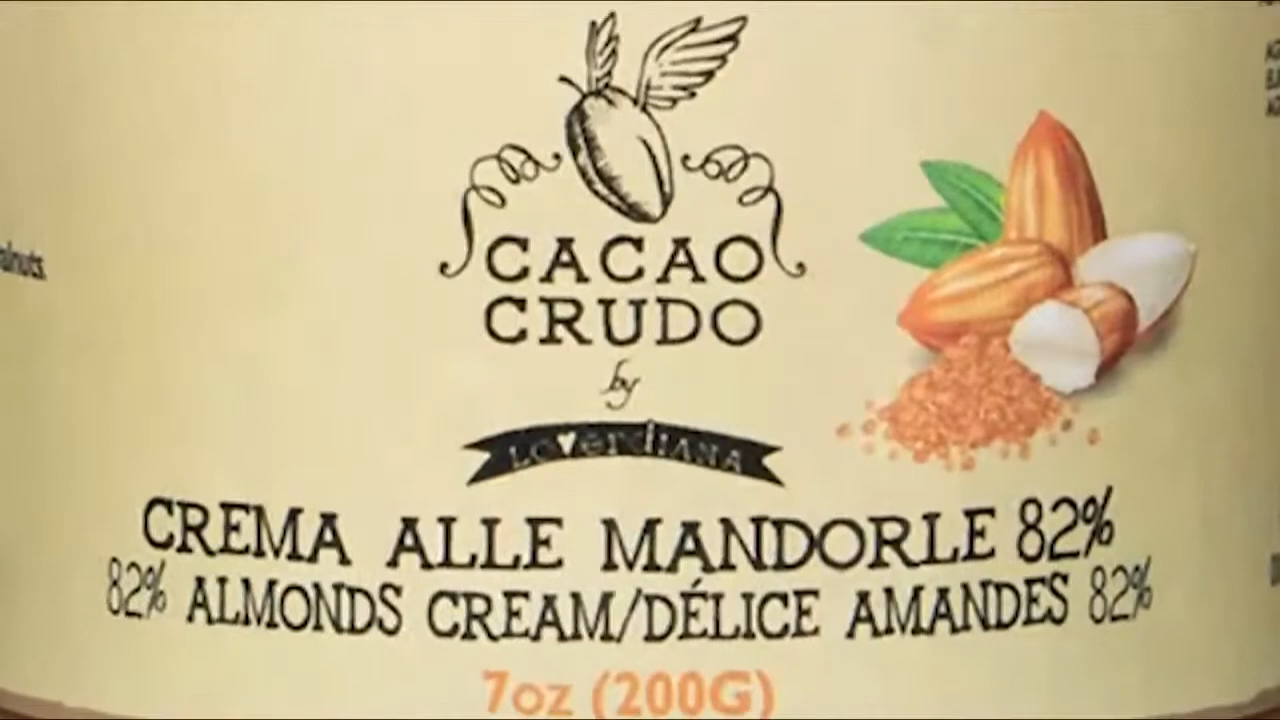 CACAO
CRUDO
by
LOVERDIANA
CREMA ALLE MANDORLE 82%
82% ALMONDS CREAM/DÉLICE AMANDES 82%
7oz (200G)